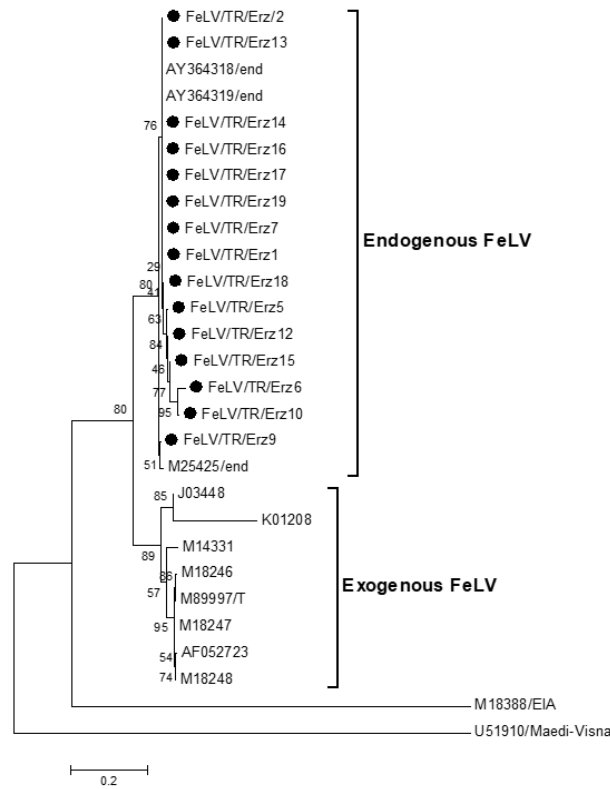 FeLV/TR/Erz/2
FeLV/TR/Erz13
AY364318/end
AY364319/end
76
FeLV/TR/Erz14
FeLV/TR/Erz16
FeLV/TR/Erz17
FeLV/TR/Erz19
FeLV/TR/Erz7
Endogenous FeLV
FeLV/TR/Erz1
29
80
41
FeLV/TR/Erz18
FeLV/TR/Erz5
63
FeLV/TR/Erz12
84
FeLV/TR/Erz15
46
77
FeLV/TR/Erz6
80
95
FeLV/TR/Erz10
FeLV/TR/Erz9
51
M25425/end
85
J03448
K01208
89
M14331
86
M18246
Exogenous FeLV
57
M89997/T
95
M18247
54
AF052723
74
M18248
M18388/EIA
U51910/Maedi-Visna
0.2